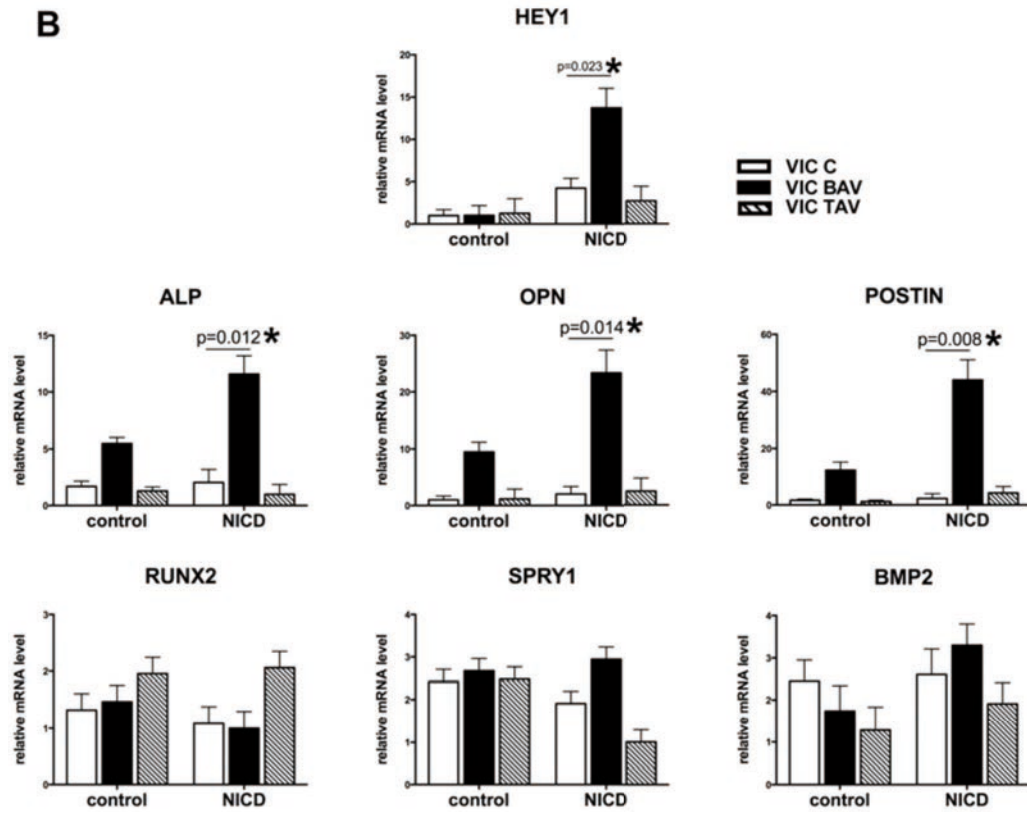 B
HEY1
relative mRNA level
20
15
10
5
0
p=0.023 *
control
NICD
VIC C
VIC BAV
VIC TAV
ALP
relative mRNA level
15
10
5
0
p=0.012 *
control
NICD
OPN
relative mRNA level
30
20
10
0
p=0.014 *
control
NICD
POSTIN
relative mRNA level
60
40
20
0
p=0.008 *
control
NICD
RUNX2
relative mRNA level
3
2
1
0
control
NICD
SPRY1
relative mRNA level
4
3
2
1
0
control
NICD
BMP2
relative mRNA level
4
3
2
1
0
control
NICD